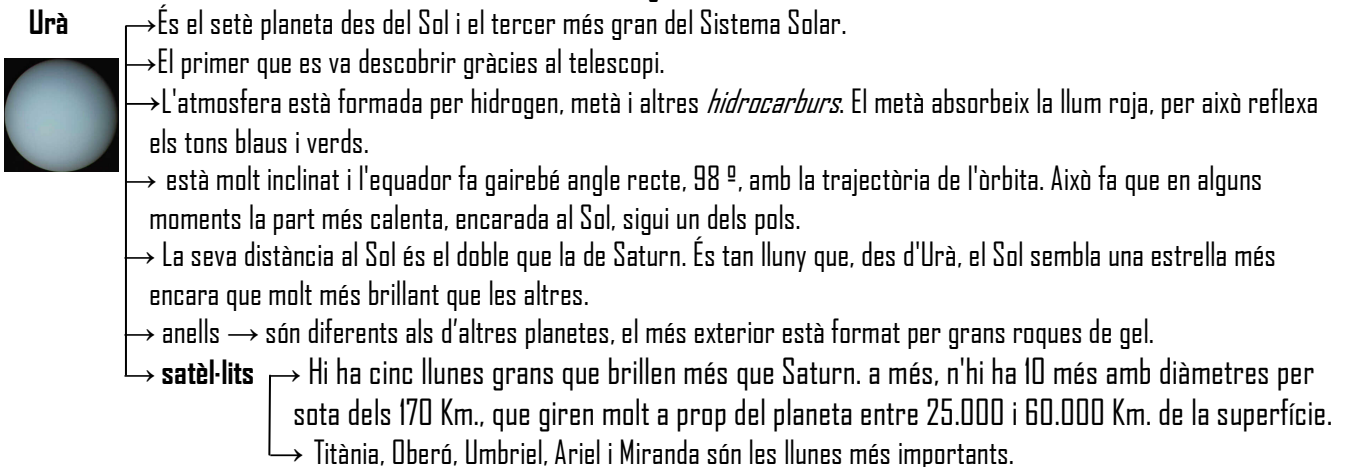 Urà →És el setè planeta des del Sol i el tercer més gran del Sistema Solar.
→El primer que es va descobrir gràcies al telescopi.
→L'atmosfera està formada per hidrogen, metà i altres hidrocarburs. El metà absorbeix la llum roja, per això reflexa
els tons blaus i verds.
→ està molt inclinat i l'equador fa gairebé angle recte, 98 º, amb la trajectòria de l'òrbita. Això fa que en alguns
moments la part més calenta, encarada al Sol, sigui un dels pols.
→ La seva distància al Sol és el doble que la de Saturn. És tan lluny que, des d'Urà, el Sol sembla una estrella més
encara que molt més brillant que les altres.
→ anells → són diferents als d’altres planetes, el més exterior està format per grans roques de gel.
→ satèl·lits → Hi ha cinc llunes grans que brillen més que Saturn. a més, n'hi ha 10 més amb diàmetres per
sota dels 170 Km., que giren molt a prop del planeta entre 25.000 i 60.000 Km. de la superfície.
→ Titània, Oberó, Umbriel, Ariel i Miranda són les llunes més importants.